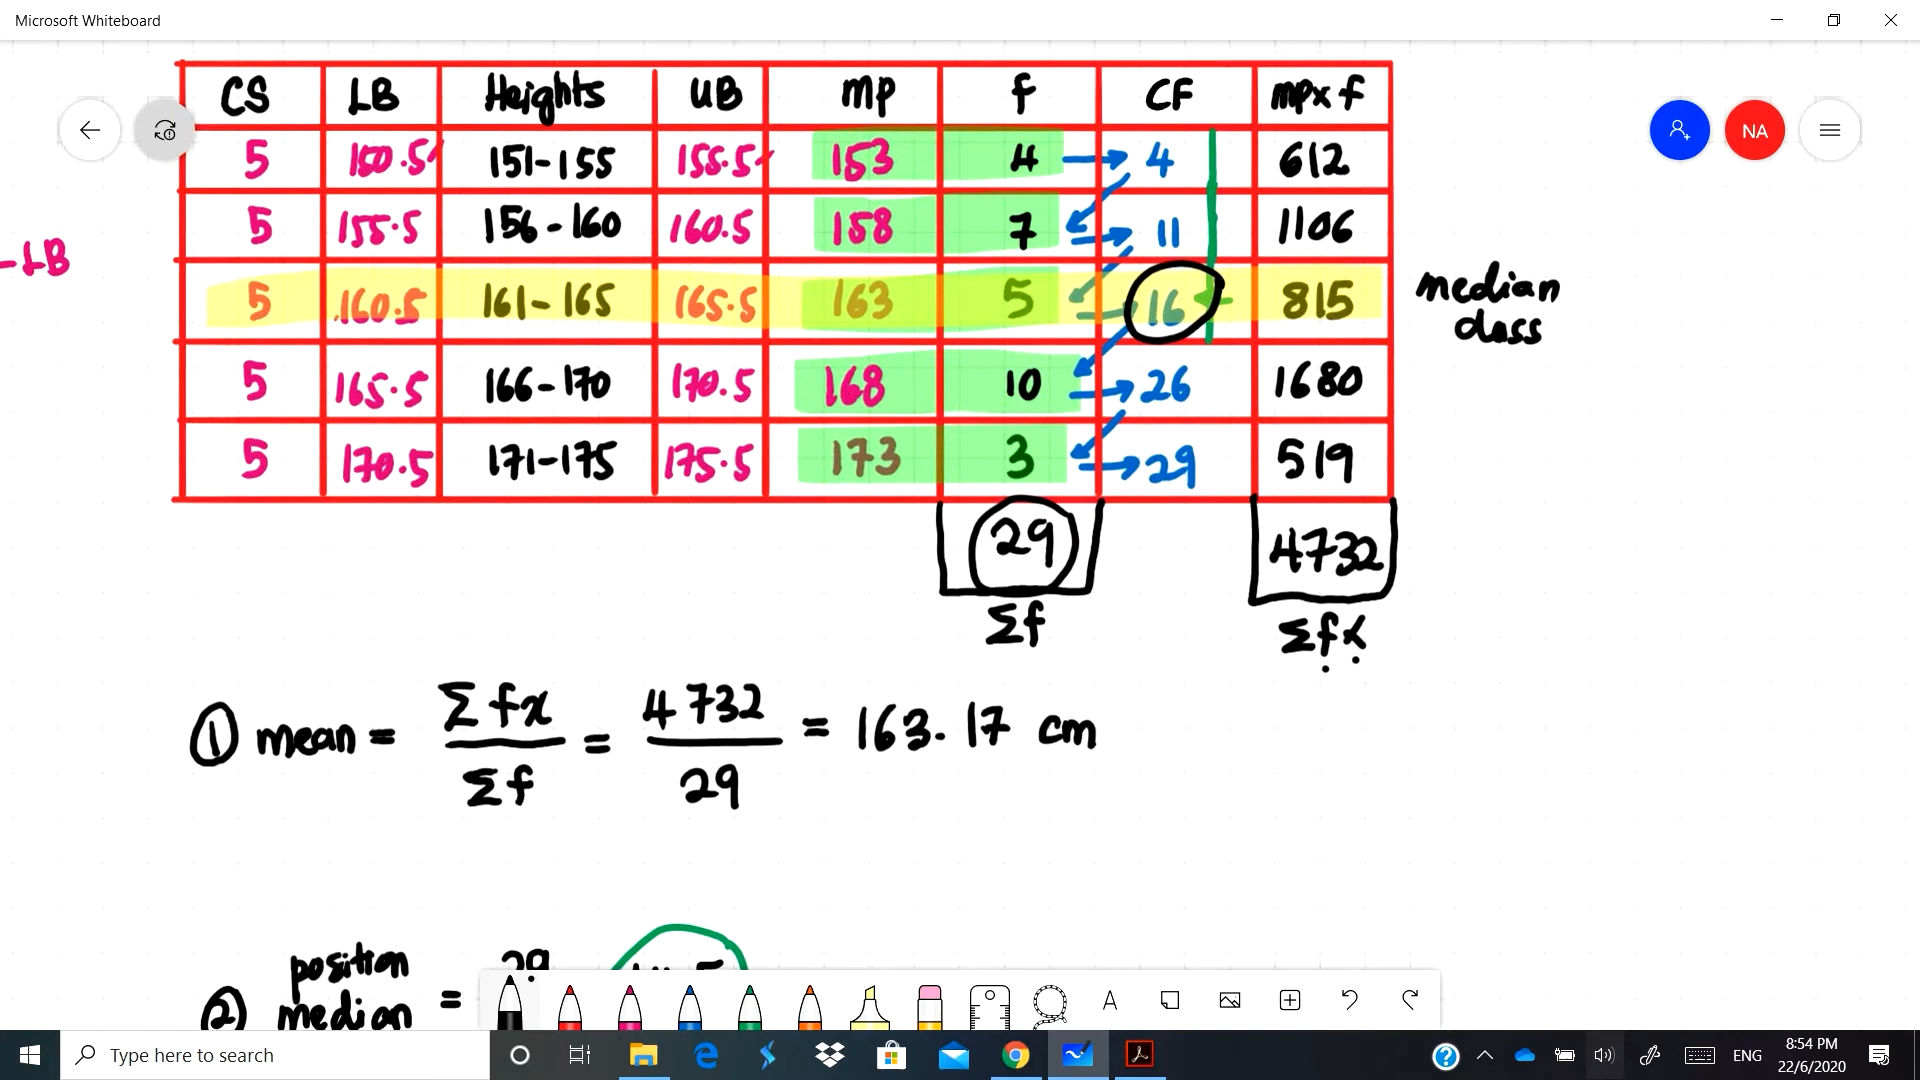 Microsoft Whiteboard
CS LB Heights UB MP f CF mpxf
5 150.5 151-155 155.5 153 4 4 612
5 155.5 156-160 160.5 158 7 11 1106
-LB
5 160.5 161-165 165.5 163 5 16 815
median
class
5 165.5 166-170 170.5 168 10 26 1680
5 170.5 171-175 175.5 173 3 29 519
29 4732
Σf Σfx
① mean = Σfx / Σf = 4732 / 29 = 163.17 cm
NA
② position
median = 29
Type here to search
ENG
8:54 PM
22/6/2020